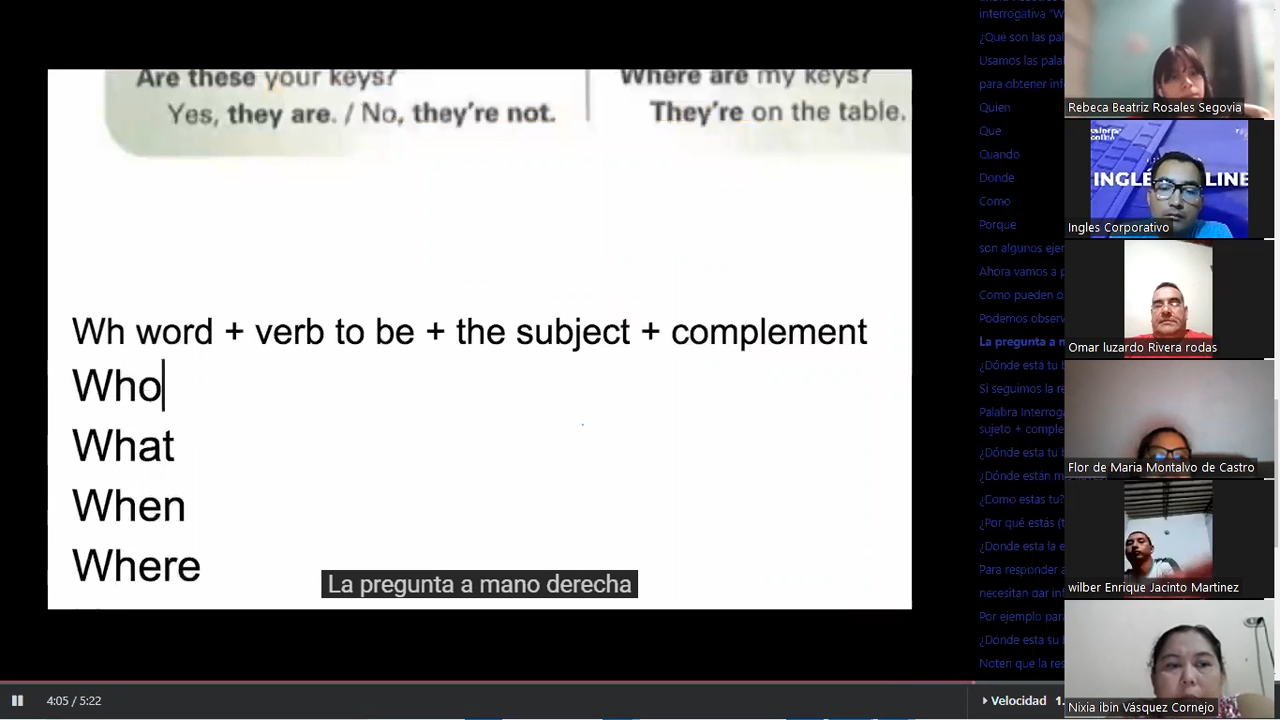 Are these your keys?
Yes, they are. / No, they're not.
Where are my keys?
They're on the table.
Wh word + verb to be + the subject + complement
Who
What
When
Where
La pregunta a mano derecha
4:05 / 5:22
Velocidad 1.
interrogativa "W
¿Qué son las pal
Usamos las pala
para obtener inf
Quien
Que
Cuando
Donde
Como
Porque
son algunos ejer
Ahora vamos a p
Como pueden o
Podemos observ
La pregunta a m
¿Dónde está tu b
Si seguimos la re
Palabra Interrog
sujeto + comple
¿Dónde esta tu b
¿Dónde están m
¿Como estas tu?
¿Por qué estás (t
¿Donde esta la e
Para responder a
necesitan dar inf
Por ejemplo par
¿Dónde esta su b
Noten que la res
Rebeca Beatriz Rosales Segovia
INGLÉ LINE
Ingles Corporativo
Omar luzardo Rivera rodas
Flor de Maria Montalvo de Castro
wilber Enrique Jacinto Martinez
Nixia ibin Vásquez Cornejo